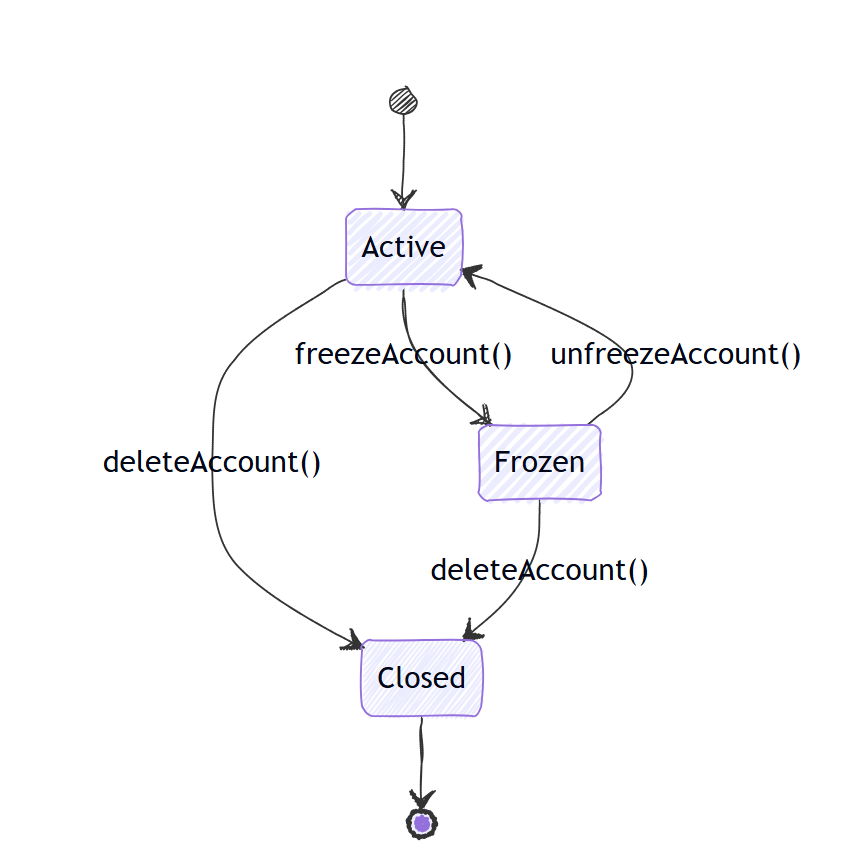 Active
freezeAccount()
unfreezeAccount()
deleteAccount()
Frozen
deleteAccount()
Closed